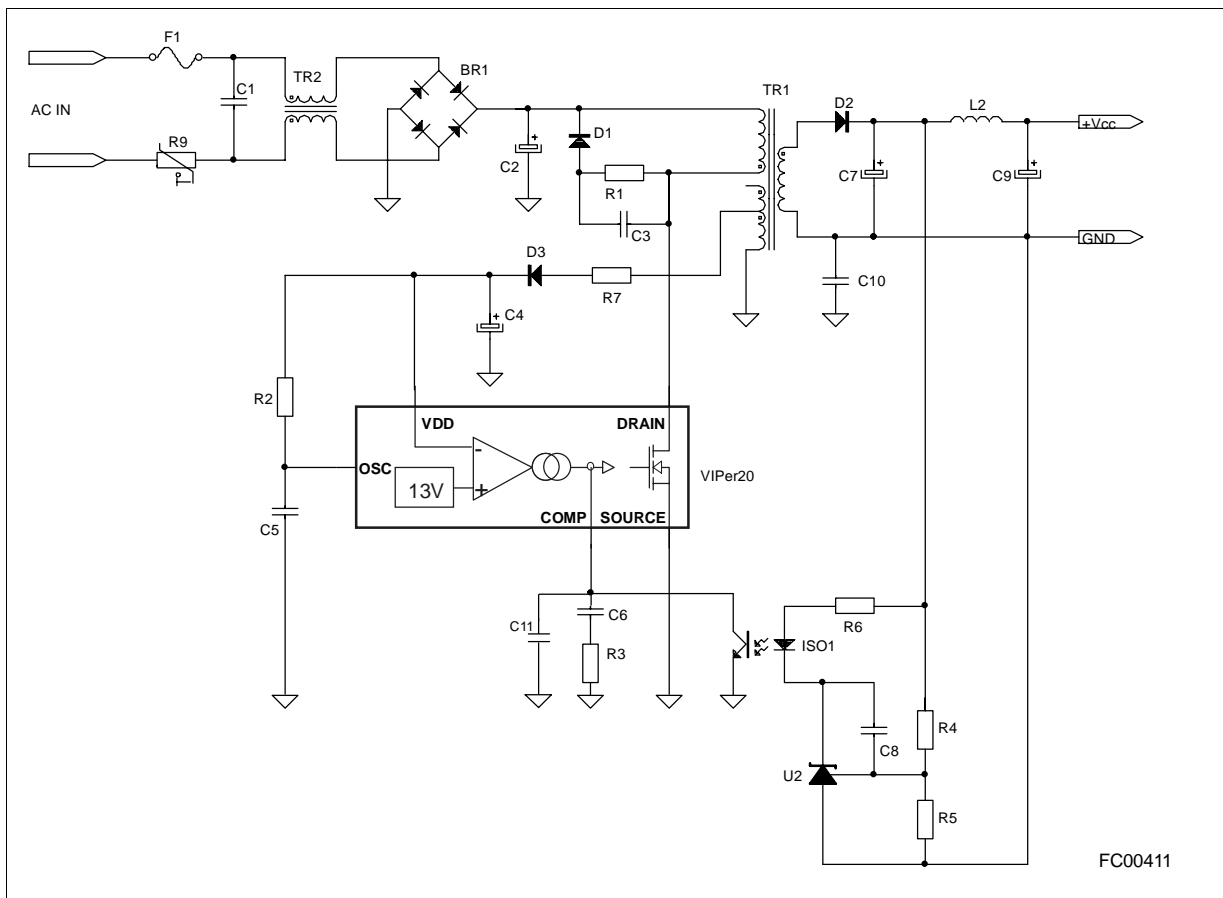 F1
TR2
BR1
TR1
D2
L2
C1
AC IN
+Vcc
D1
R9
C2
R1
C7
C9
C3
GND
D3
R7
C10
C4
R2
VDD
DRAIN
-
OSC
13V
+
VIPer20
COMP
SOURCE
C5
C11
C6
R6
ISO1
R3
R4
C8
U2
R5
FC00411
+
+
+
+